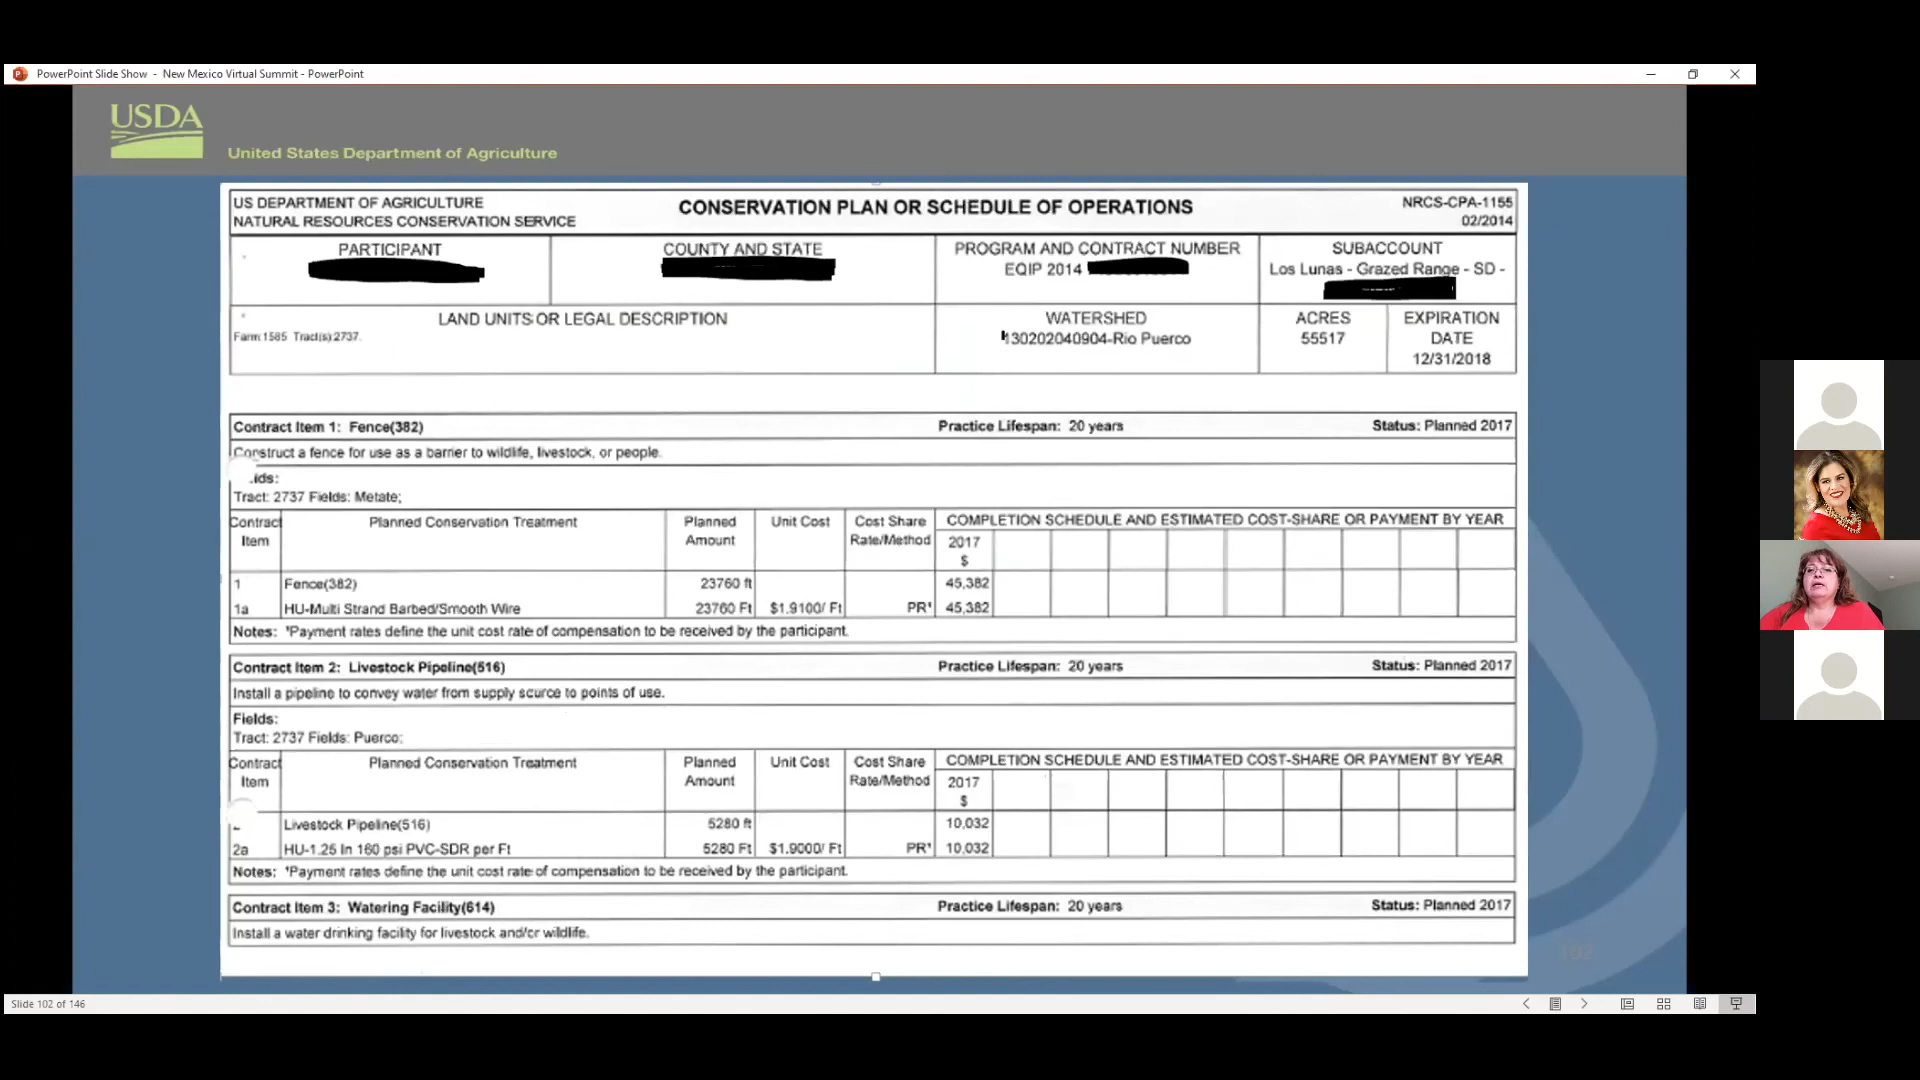 PowerPoint Slide Show - New Mexico Virtual Summit - PowerPoint
USDA
United States Department of Agriculture
US DEPARTMENT OF AGRICULTURE
NATURAL RESOURCES CONSERVATION SERVICE
CONSERVATION PLAN OR SCHEDULE OF OPERATIONS
NRCS-CPA-1155
02/2014
PARTICIPANT
COUNTY AND STATE
PROGRAM AND CONTRACT NUMBER
EQIP 2014
SUBACCOUNT
Los Lunas - Grazed Range - SD -
LAND UNITS OR LEGAL DESCRIPTION
Farm:1585 Tract(s):2737.
WATERSHED
130202040904-Rio Puerco
ACRES
55517
EXPIRATION
DATE
12/31/2018
Contract Item 1: Fence(382) Practice Lifespan: 20 years Status: Planned 2017
Construct a fence for use as a barrier to wildlife, livestock, or people.
Tract: 2737 Fields: Metate;
Contract Item
Planned Conservation Treatment
Planned Amount
Unit Cost
Cost Share Rate/Method
COMPLETION SCHEDULE AND ESTIMATED COST-SHARE OR PAYMENT BY YEAR
2017
$
1 Fence(382) 23760 ft 45,382
1a HU-Multi Strand Barbed/Smooth Wire 23760 Ft $1.9100/ Ft PR¹ 45,382
Notes: ¹Payment rates define the unit cost rate of compensation to be received by the participant.
Contract Item 2: Livestock Pipeline(516) Practice Lifespan: 20 years Status: Planned 2017
Install a pipeline to convey water from supply source to points of use.
Fields:
Tract: 2737 Fields: Puerco;
Contract Item
Planned Conservation Treatment
Planned Amount
Unit Cost
Cost Share Rate/Method
COMPLETION SCHEDULE AND ESTIMATED COST-SHARE OR PAYMENT BY YEAR
2017
$
Livestock Pipeline(516) 5280 ft 10,032
2a HU-1.25 In 160 psi PVC-SDR per Ft 5280 Ft $1.9000/ Ft PR¹ 10,032
Notes: ¹Payment rates define the unit cost rate of compensation to be received by the participant.
Contract Item 3: Watering Facility(614) Practice Lifespan: 20 years Status: Planned 2017
Install a water drinking facility for livestock and/or wildlife.
102
Slide 102 of 146